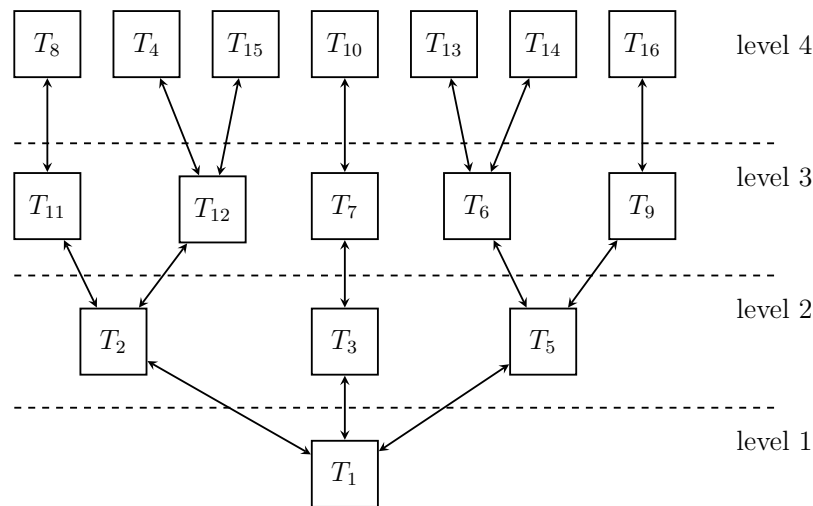 T₈ T₄ T₁₅ T₁₀ T₁₃ T₁₄ T₁₆ level 4
T₁₁ T₁₂ T₇ T₆ T₉ level 3
T₂ T₃ T₅ level 2
T₁ level 1